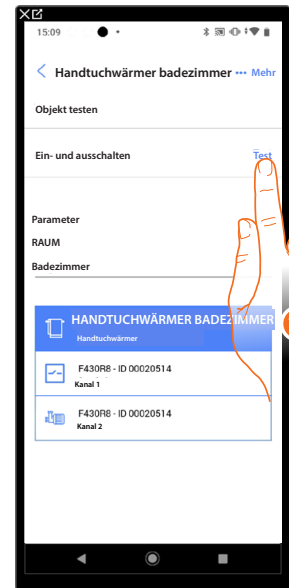 15:09
Handtuchwärmer badezimmer ••• Mehr
Objekt testen
Ein- und ausschalten Test
Parameter
RAUM
Badezimmer
HANDTUCHWÄRMER BADEZIMMER
Handtuchwärmer
F430R8 - ID 00020514
Kanal 1
F430R8 - ID 00020514
Kanal 2